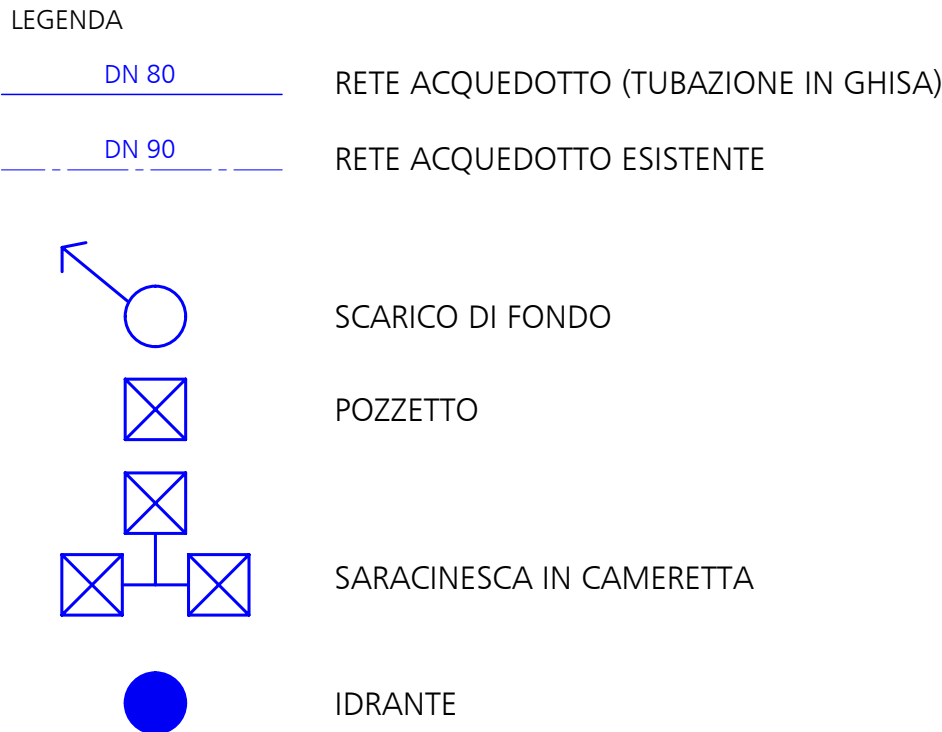 LEGENDA
DN 80
RETE ACQUEDOTTO (TUBAZIONE IN GHISA)
DN 90
RETE ACQUEDOTTO ESISTENTE
SCARICO DI FONDO
POZZETTO
SARACINESCA IN CAMERETTA
IDRANTE